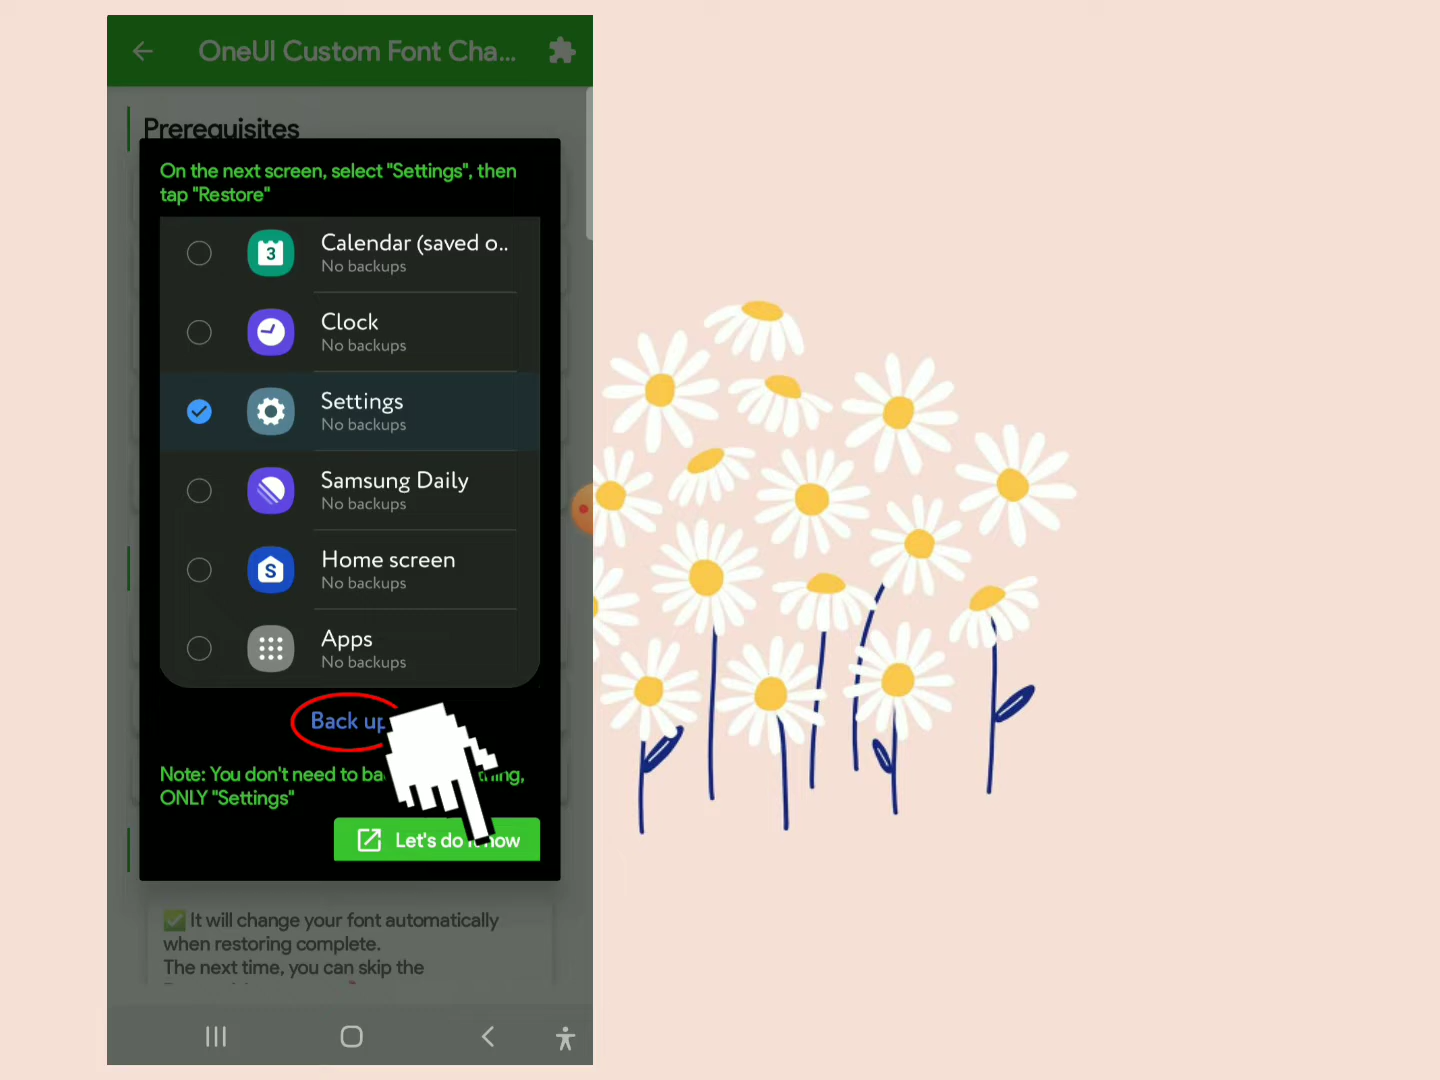 OneUI Custom Font Cha...
Prerequisites
On the next screen, select "Settings", then
tap "Restore"
3
Calendar (saved o..
No backups
Clock
No backups
Settings
No backups
Samsung Daily
No backups
S
Home screen
No backups
Apps
No backups
Back up
Note: You don't need to
ONLY "Settings"
Let's do it now
✅ It will change your font automatically
when restoring complete.
The next time, you can skip the